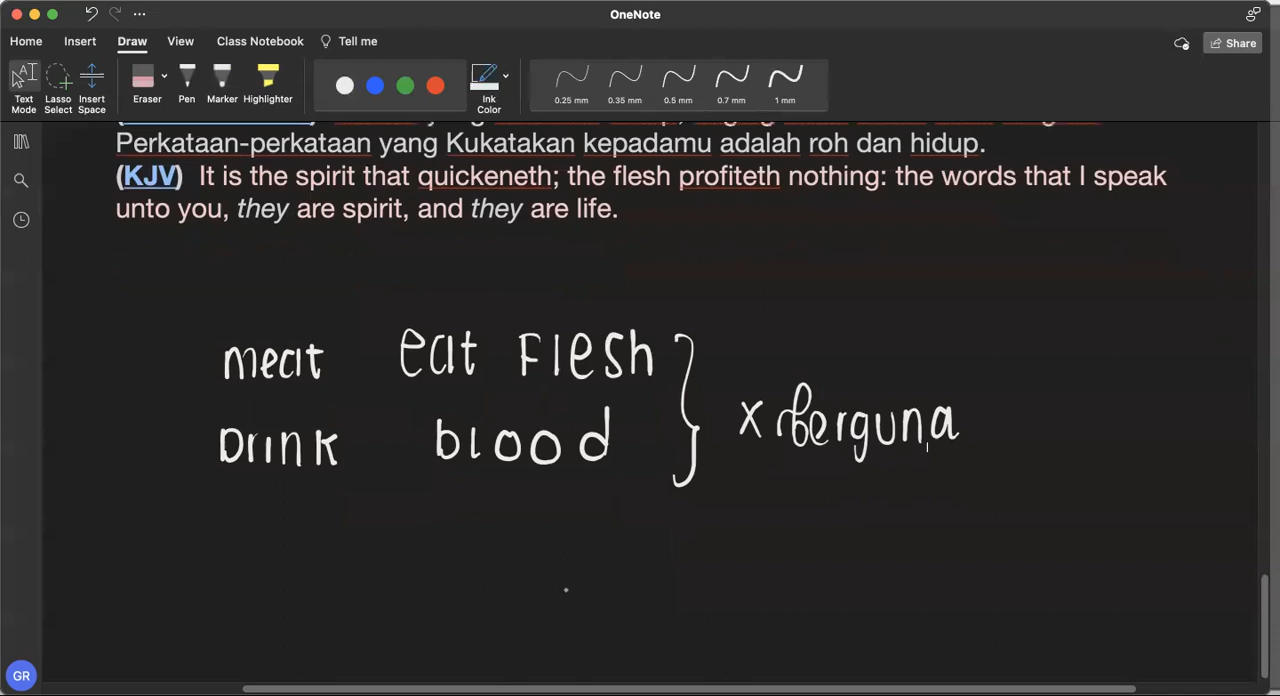 OneNote
Home Insert Draw View Class Notebook Tell me Share
Text Mode Lasso Select Insert Space Eraser Pen Marker Highlighter Ink Color 0.25 mm 0.35 mm 0.5 mm 0.7 mm 1 mm
Perkataan-perkataan yang Kukatakan kepadamu adalah roh dan hidup.
(KJV) It is the spirit that quickeneth; the flesh profiteth nothing: the words that I speak
unto you, they are spirit, and they are life.
meat eat Flesh
Drink blood
x berguna
GR